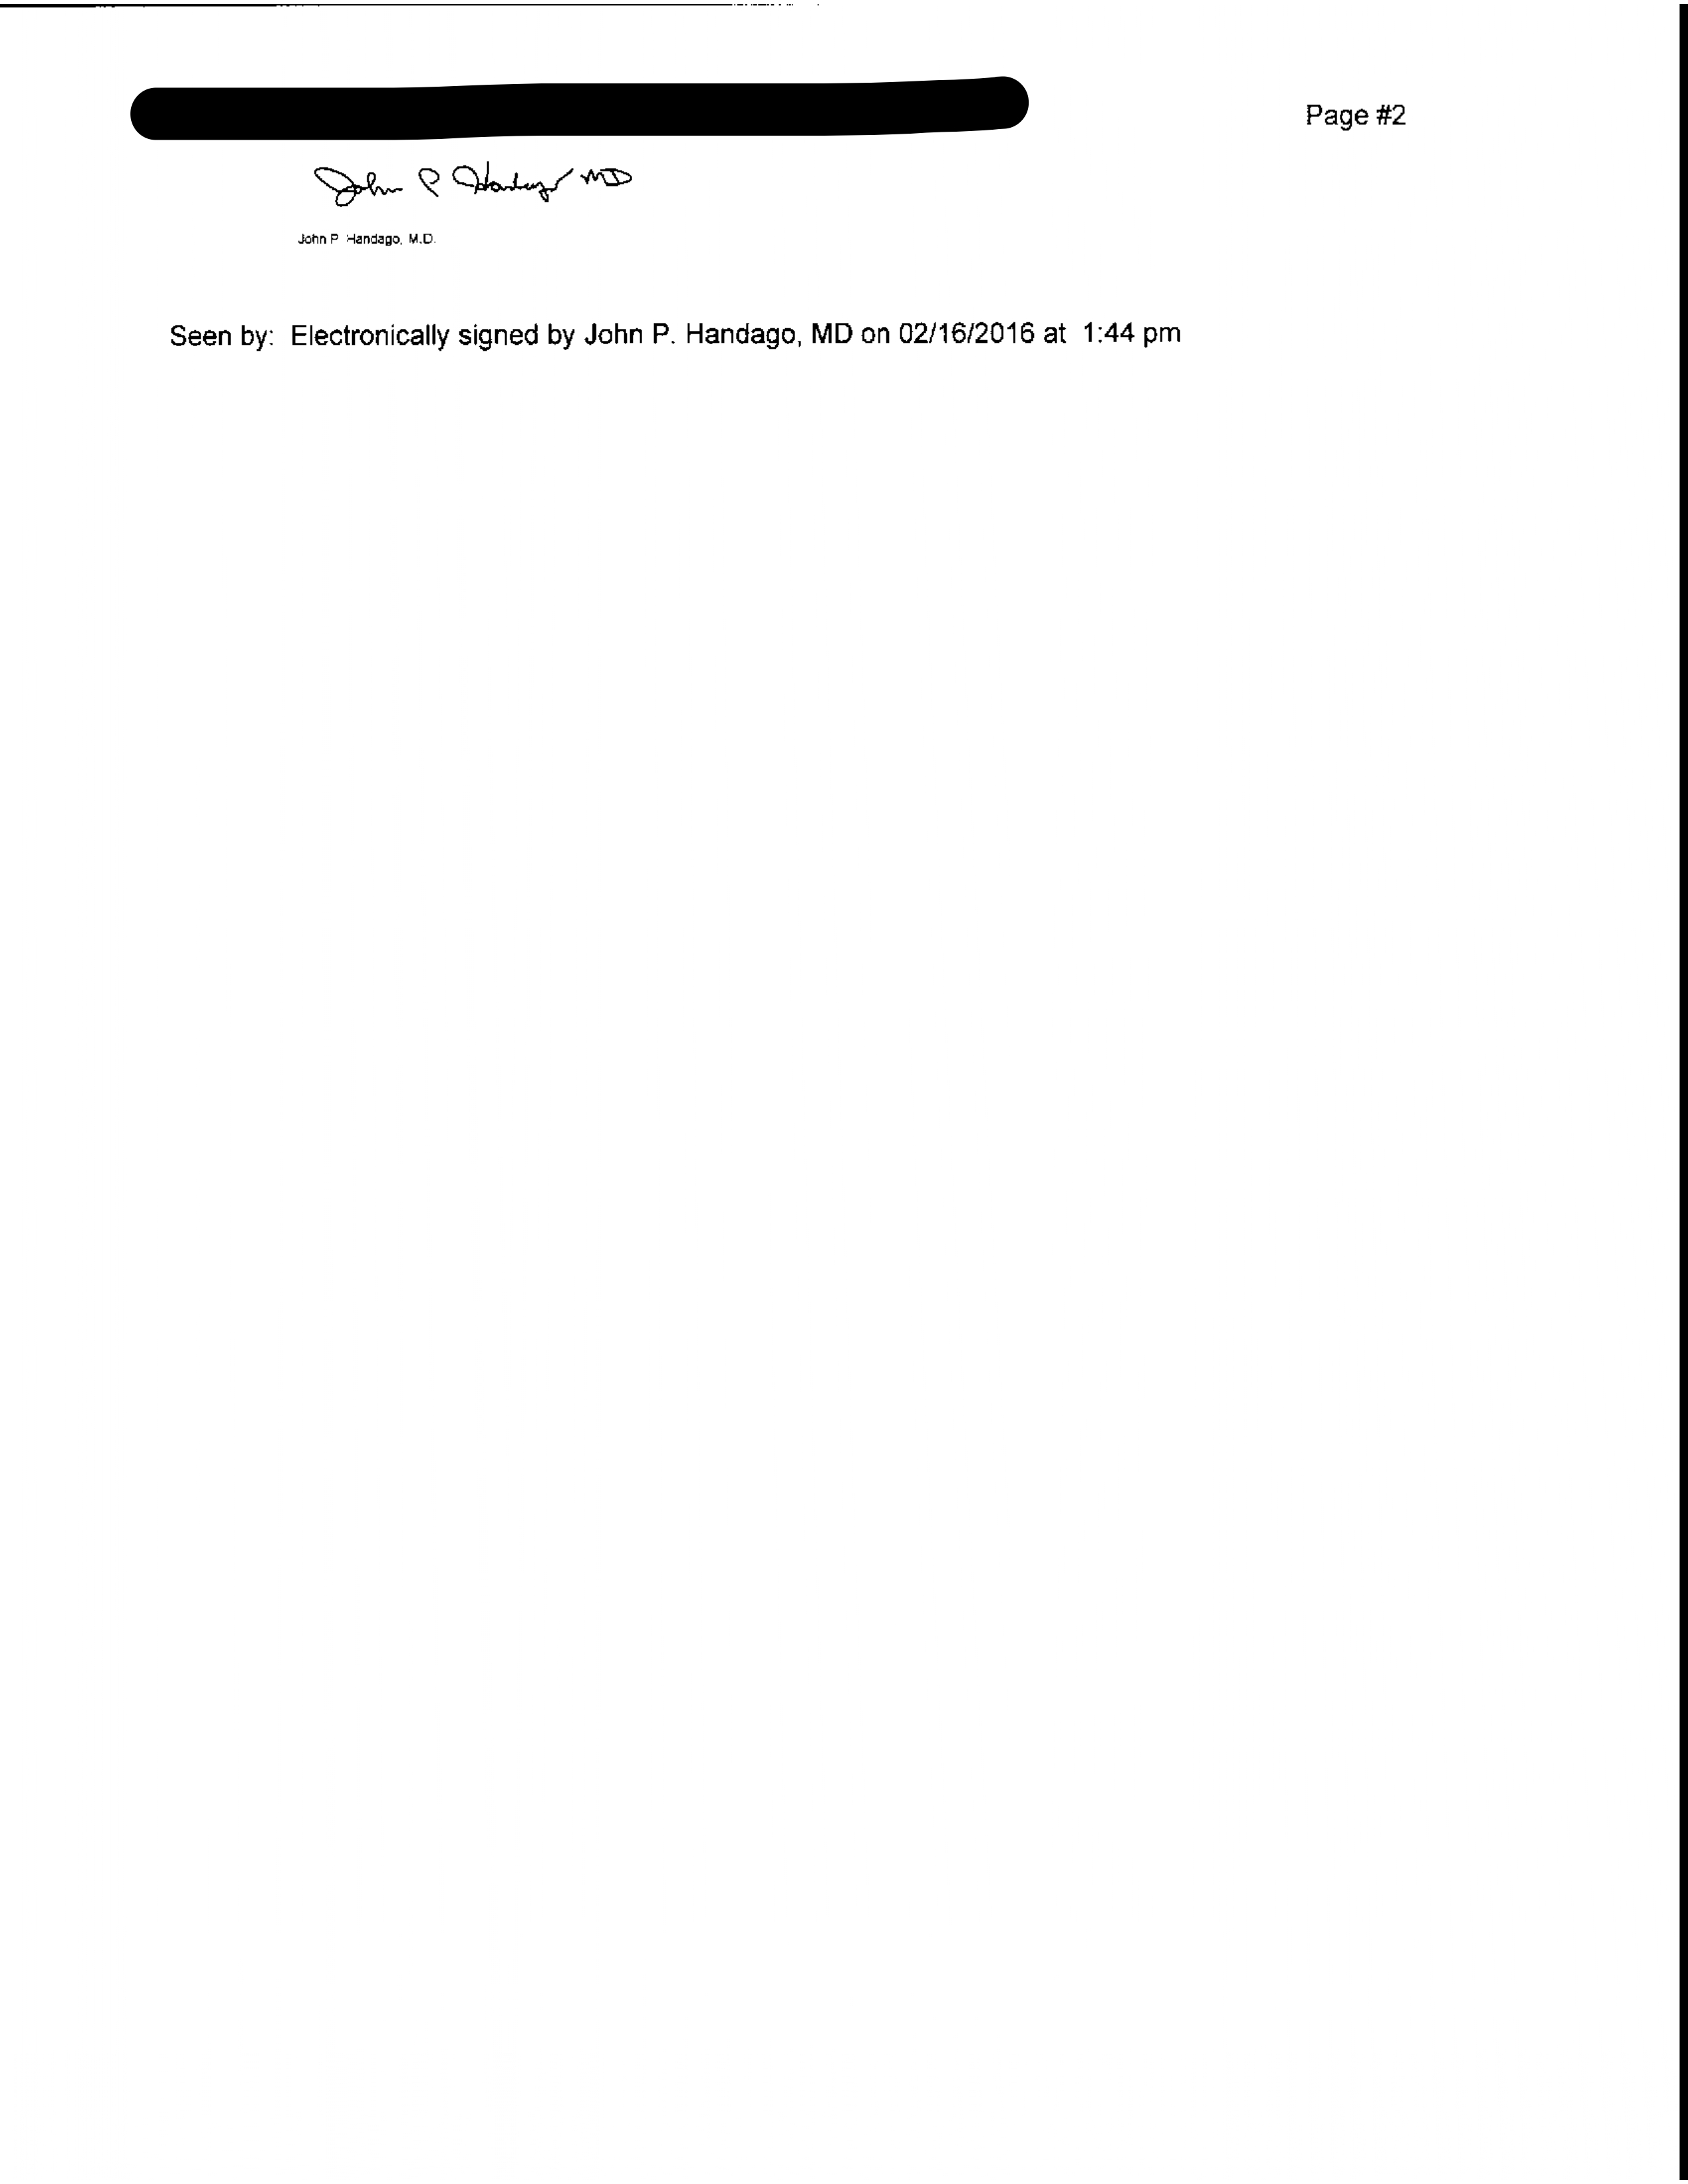 Page #2
John P Handago MD
John P Handago, M.D.
Seen by: Electronically signed by John P. Handago, MD on 02/16/2016 at 1:44 pm